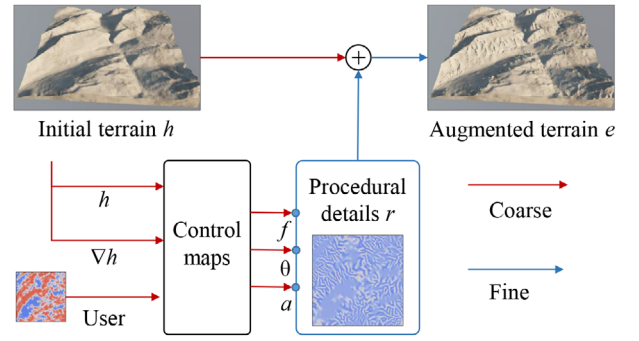 Initial terrain h
Augmented terrain e
h
∇h
User
Control
maps
f
θ
a
Procedural
details r
Coarse
Fine